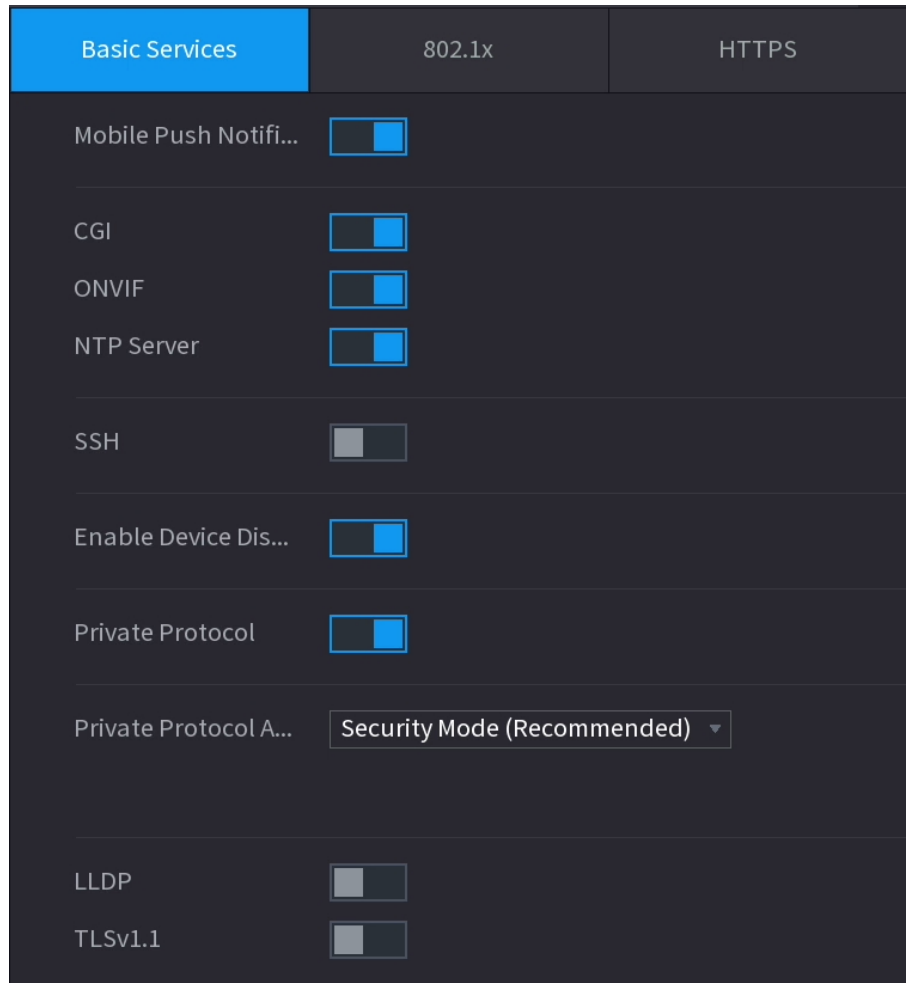 Basic Services 802.1x HTTPS
Mobile Push Notifi...
CGI
ONVIF
NTP Server
SSH
Enable Device Dis...
Private Protocol
Private Protocol A... Security Mode (Recommended)
LLDP
TLSv1.1